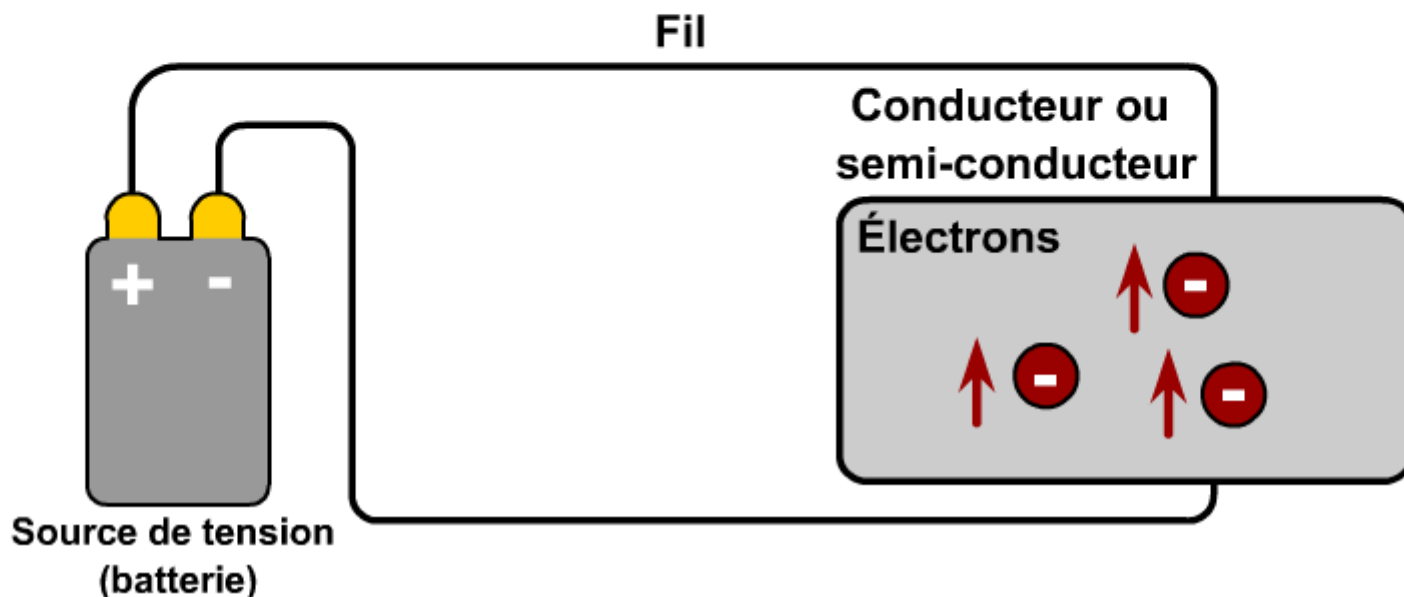 Fil
Conducteur ou
semi-conducteur
Électrons
-
-
-
+ -
Source de tension
(batterie)